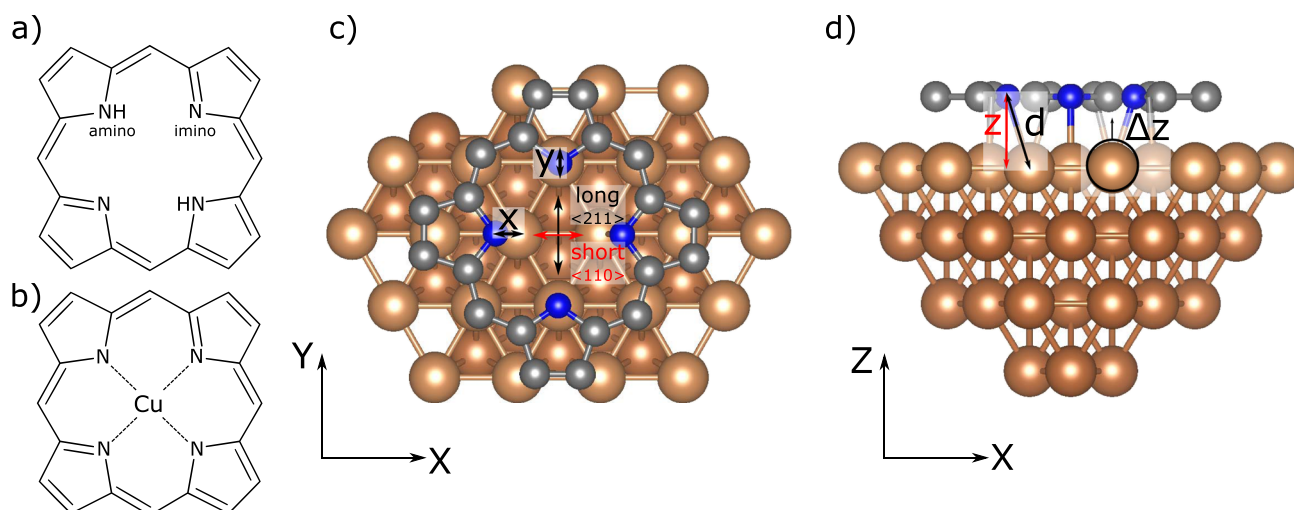 a)
NH
N
amino
imino
N
HN
b)
N
N
Cu
N
N
c)
y
long
<211>
x
short
<110>
Y
X
d)
z
d
Δz
Z
X